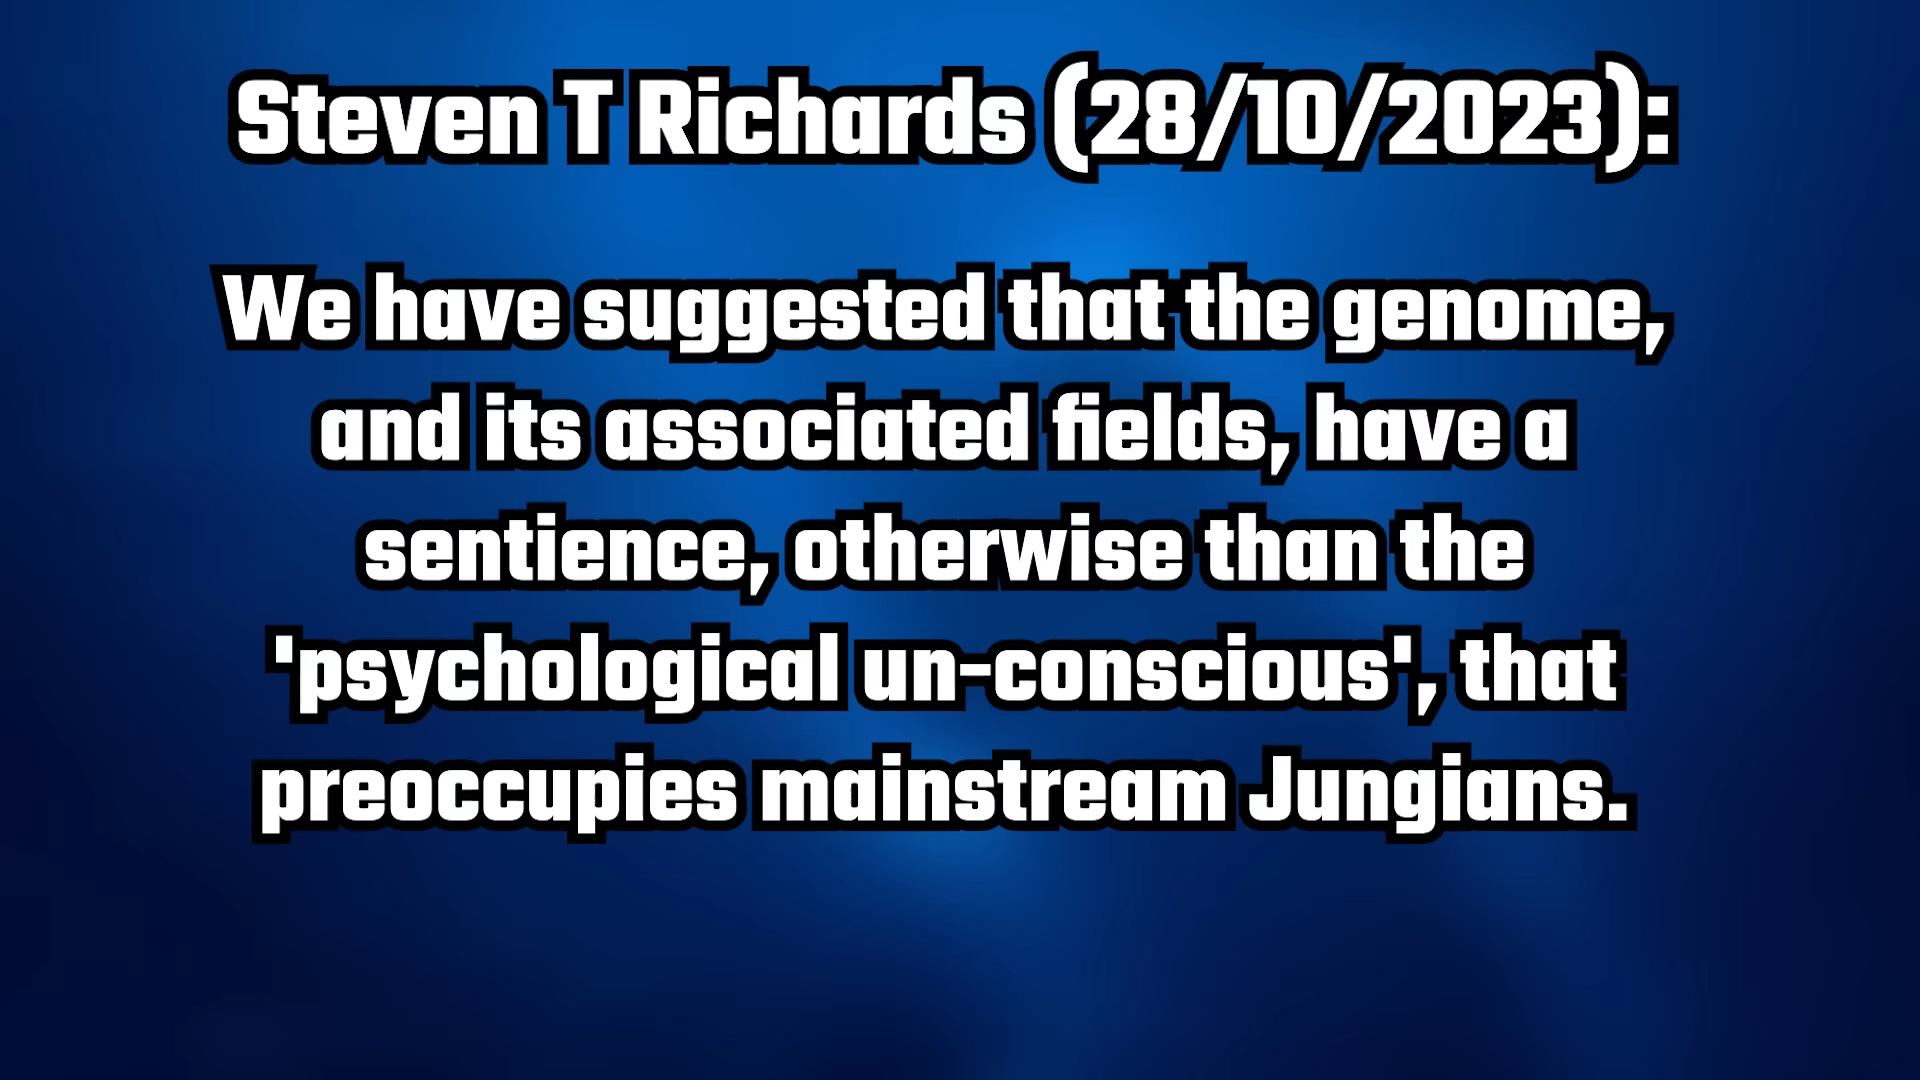 Steven T Richards (28/10/2023):
We have suggested that the genome,
and its associated fields, have a
sentience, otherwise than the
'psychological un-conscious', that
preoccupies mainstream Jungians.